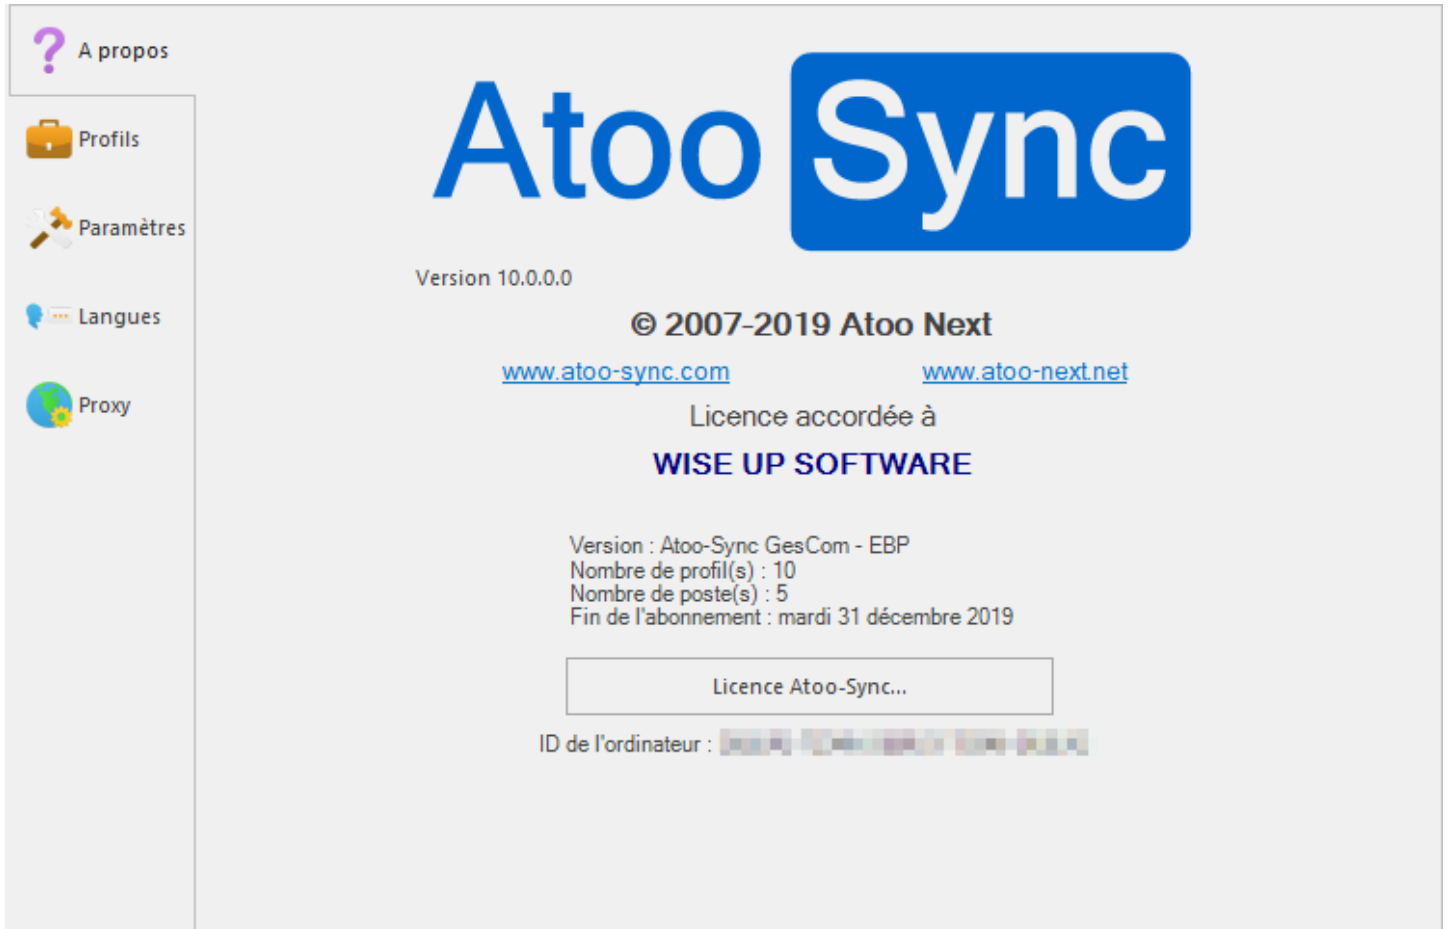 A propos
Profils
Paramètres
Langues
Proxy
Atoo Sync
Version 10.0.0.0
© 2007-2019 Atoo Next
www.atoo-sync.com www.atoo-next.net
Licence accordée à
WISE UP SOFTWARE
Version : Atoo-Sync GesCom - EBP
Nombre de profil(s) : 10
Nombre de poste(s) : 5
Fin de l'abonnement : mardi 31 décembre 2019
Licence Atoo-Sync...
ID de l'ordinateur :